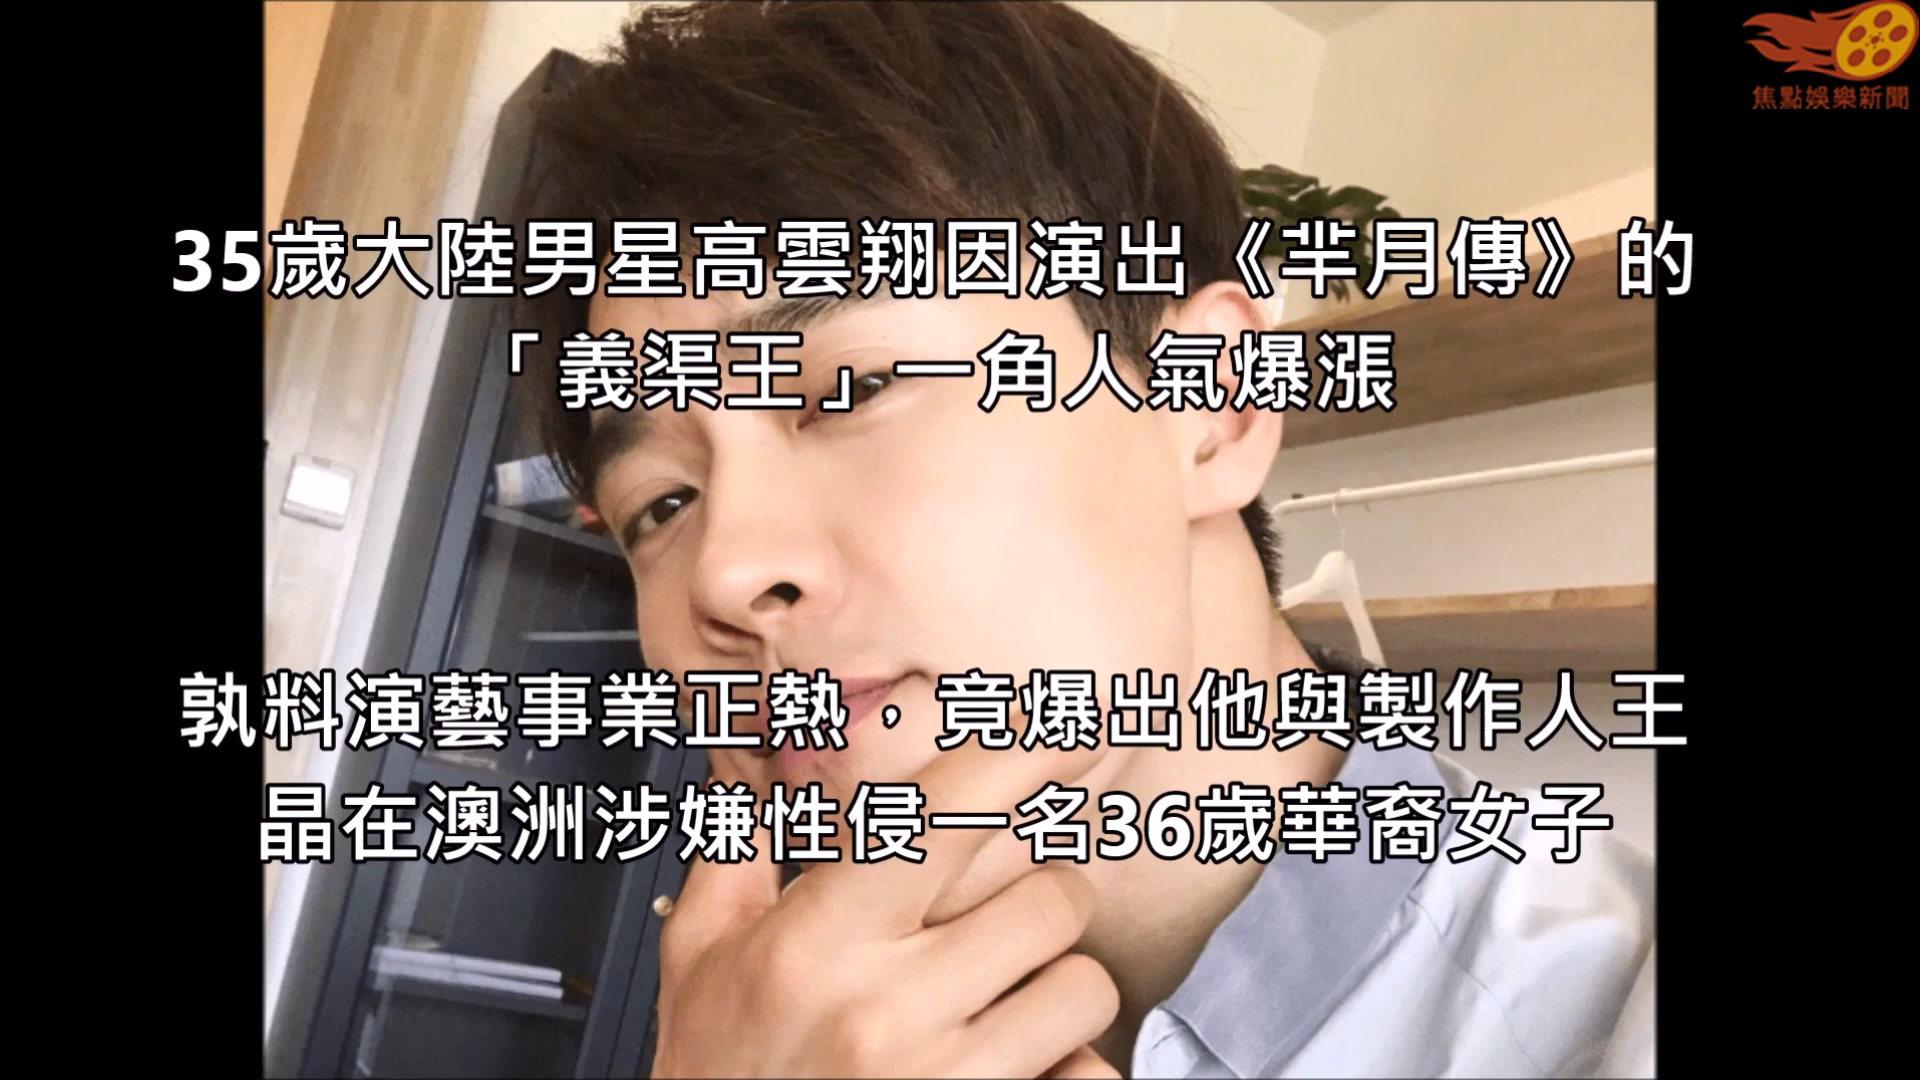 焦點娛樂新聞
35歲大陸男星高雲翔因演出《芈月傳》的
「義渠王」一角人氣爆漲
孰料演藝事業正熱，竟爆出他與製作人王
晶在澳洲涉嫌性侵一名36歲華裔女子